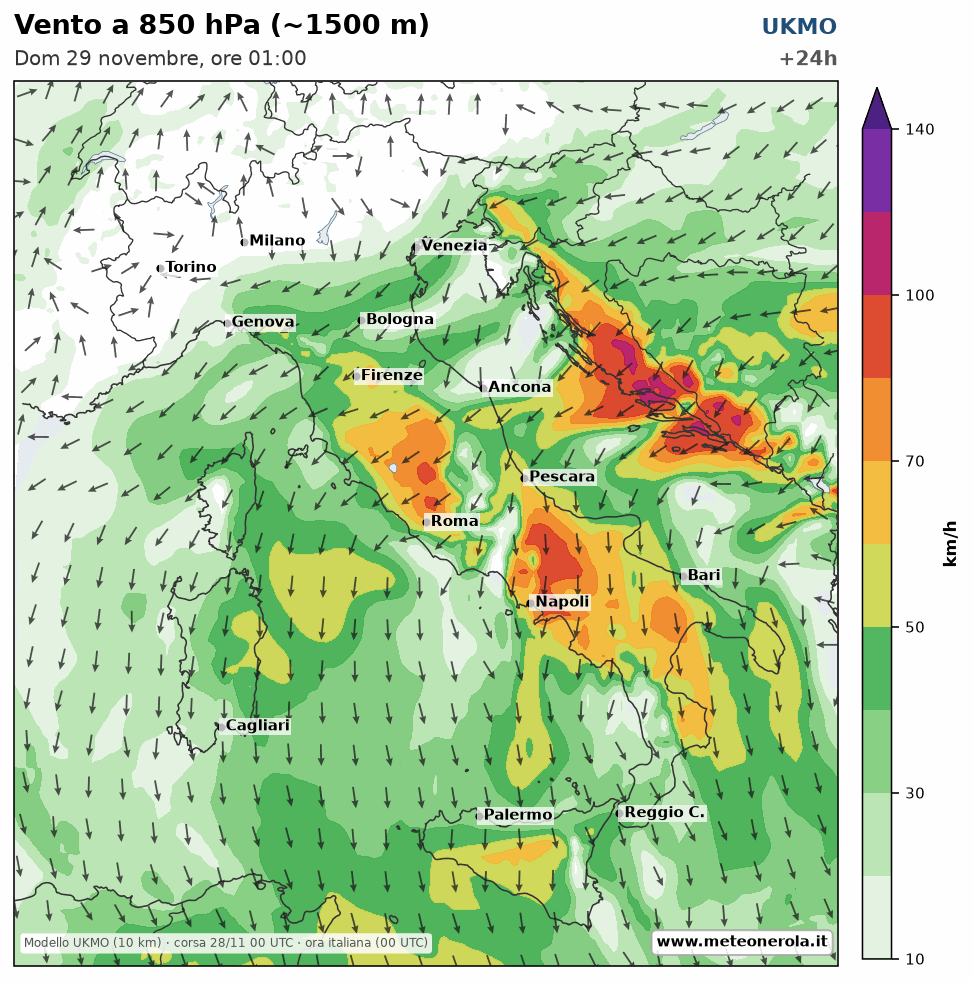 Vento a 850 hPa (~1500 m)
UKMO
Dom 29 novembre, ore 01:00
+24h
140
100
70
50
30
10
km/h
Venezia
Milano
Torino
Genova
Bologna
Firenze
Ancona
Pescara
Roma
Bari
Napoli
Cagliari
Palermo
Reggio C.
Modello UKMO (10 km) · corsa 28/11 00 UTC · ora italiana (00 UTC)
www.meteonerola.it